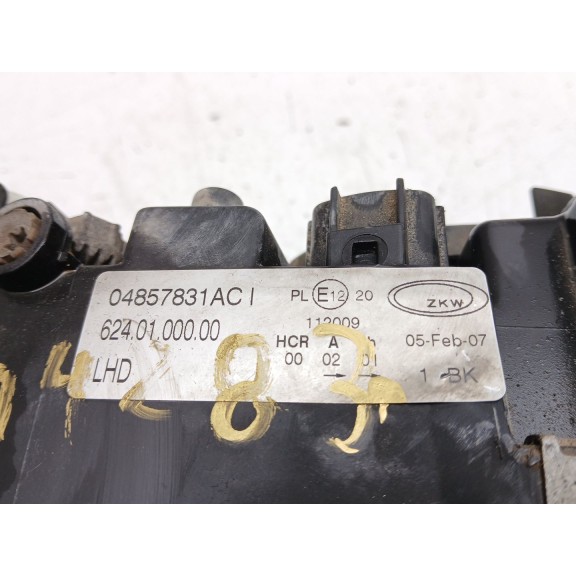 04857831AC I PL E12 20 ZKW
624.01.000.00 112009
HCR A 05-Feb-07
LHD 00 02 01 1 BK
4283